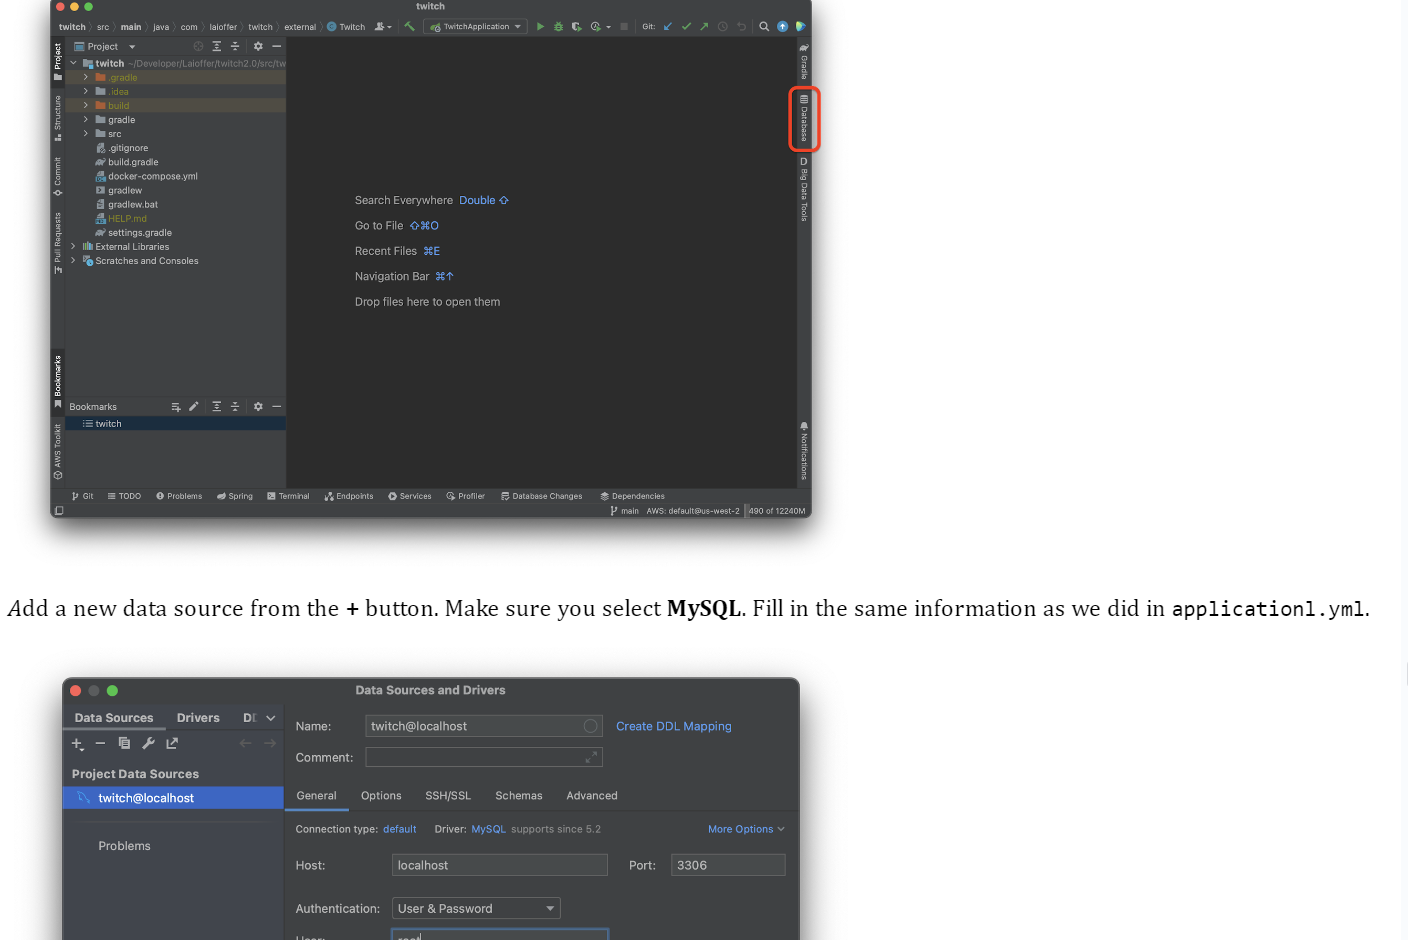 twitch
twitch src main java com laioffer twitch external Twitch TwitchApplication Git:
Project
twitch ~/Developer/Laioffer/twitch2.0/src/tw
.gradle
.idea
build
gradle
src
.gitignore
build.gradle
docker-compose.yml
gradlew
gradlew.bat
HELP.md
settings.gradle
External Libraries
Scratches and Consoles
Project
Structure
Commit
Pull Requests
Bookmarks
AWS Toolkit
Search Everywhere Double ⇧
Go to File ⇧⌘O
Recent Files ⌘E
Navigation Bar ⌘↑
Drop files here to open them
Gradle
Database
D Big Data Tools
Notifications
Bookmarks
twitch
Git TODO Problems Spring Terminal Endpoints Services Profiler Database Changes Dependencies
main AWS: default@us-west-2 490 of 12240M
Add a new data source from the + button. Make sure you select MySQL. Fill in the same information as we did in applicationl.yml.
Data Sources and Drivers
Data Sources Drivers
Project Data Sources
twitch@localhost
Problems
Name: twitch@localhost Create DDL Mapping
Comment:
General Options SSH/SSL Schemas Advanced
Connection type: default Driver: MySQL supports since 5.2 More Options
Host: localhost Port: 3306
Authentication: User & Password